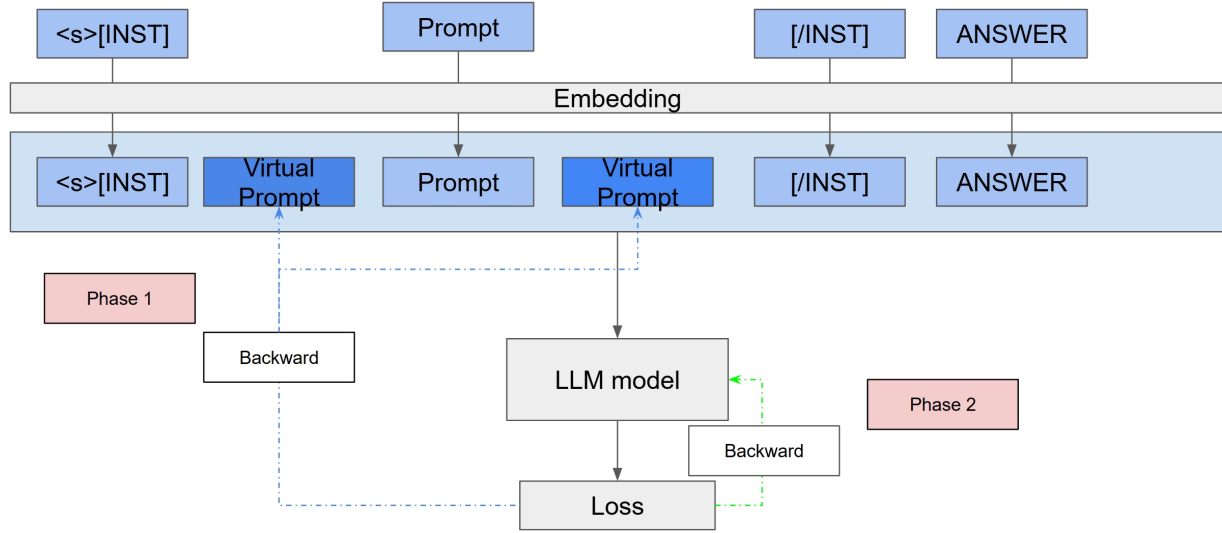 <s>[INST]
Prompt
[/INST]
ANSWER
Embedding
<s>[INST]
Virtual
Prompt
Prompt
Virtual
Prompt
[/INST]
ANSWER
Phase 1
Backward
LLM model
Phase 2
Backward
Loss